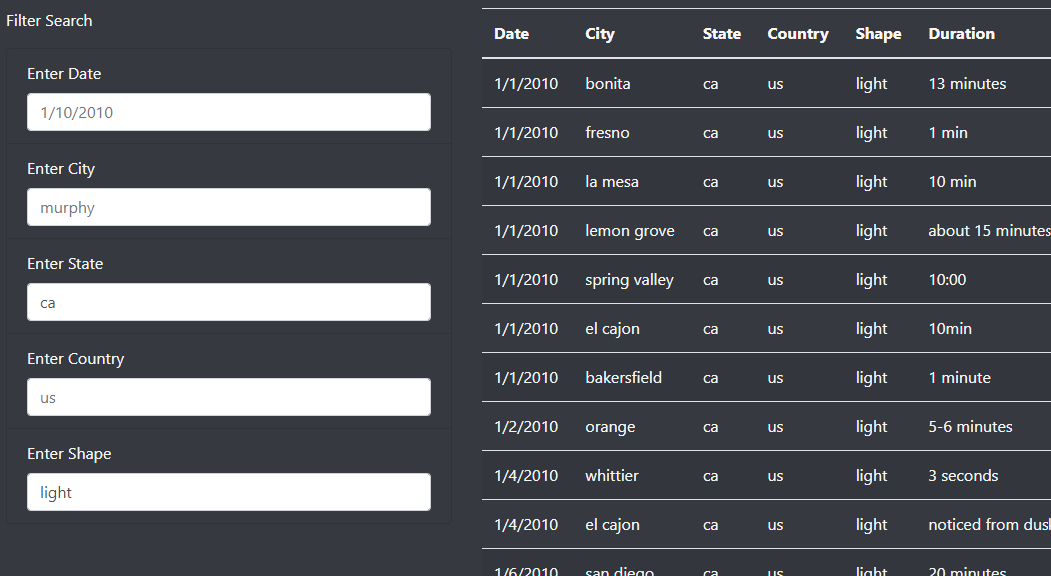 Filter Search
Enter Date
1/10/2010
Enter City
murphy
Enter State
ca
Enter Country
us
Enter Shape
light
Date City State Country Shape Duration
1/1/2010 bonita ca us light 13 minutes
1/1/2010 fresno ca us light 1 min
1/1/2010 la mesa ca us light 10 min
1/1/2010 lemon grove ca us light about 15 minutes
1/1/2010 spring valley ca us light 10:00
1/1/2010 el cajon ca us light 10min
1/1/2010 bakersfield ca us light 1 minute
1/2/2010 orange ca us light 5-6 minutes
1/4/2010 whittier ca us light 3 seconds
1/4/2010 el cajon ca us light noticed from dusk
1/6/2010 san diego ca us light 20 minutes